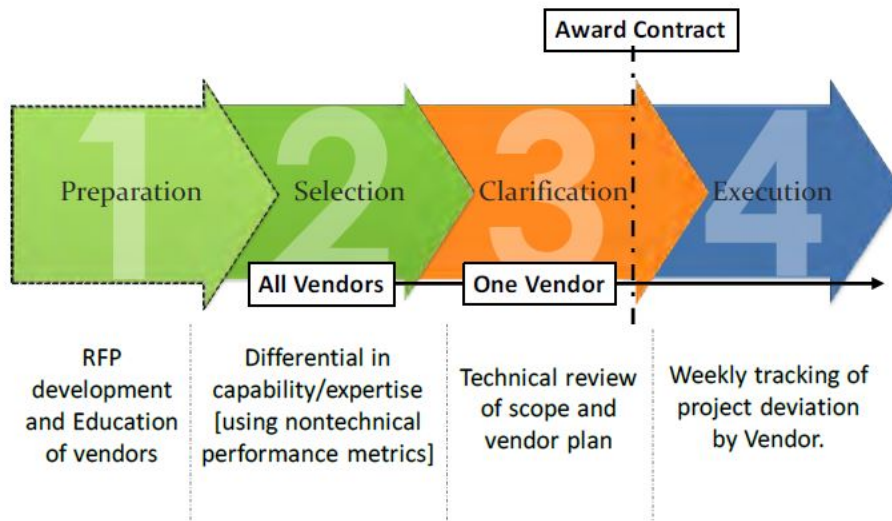 Award Contract
1
2
3
4
Preparation
Selection
Clarification
Execution
All Vendors
One Vendor
RFP
development
and Education
of vendors
Differential in
capability/expertise
[using nontechnical
performance metrics]
Technical review
of scope and
vendor plan
Weekly tracking of
project deviation
by Vendor.